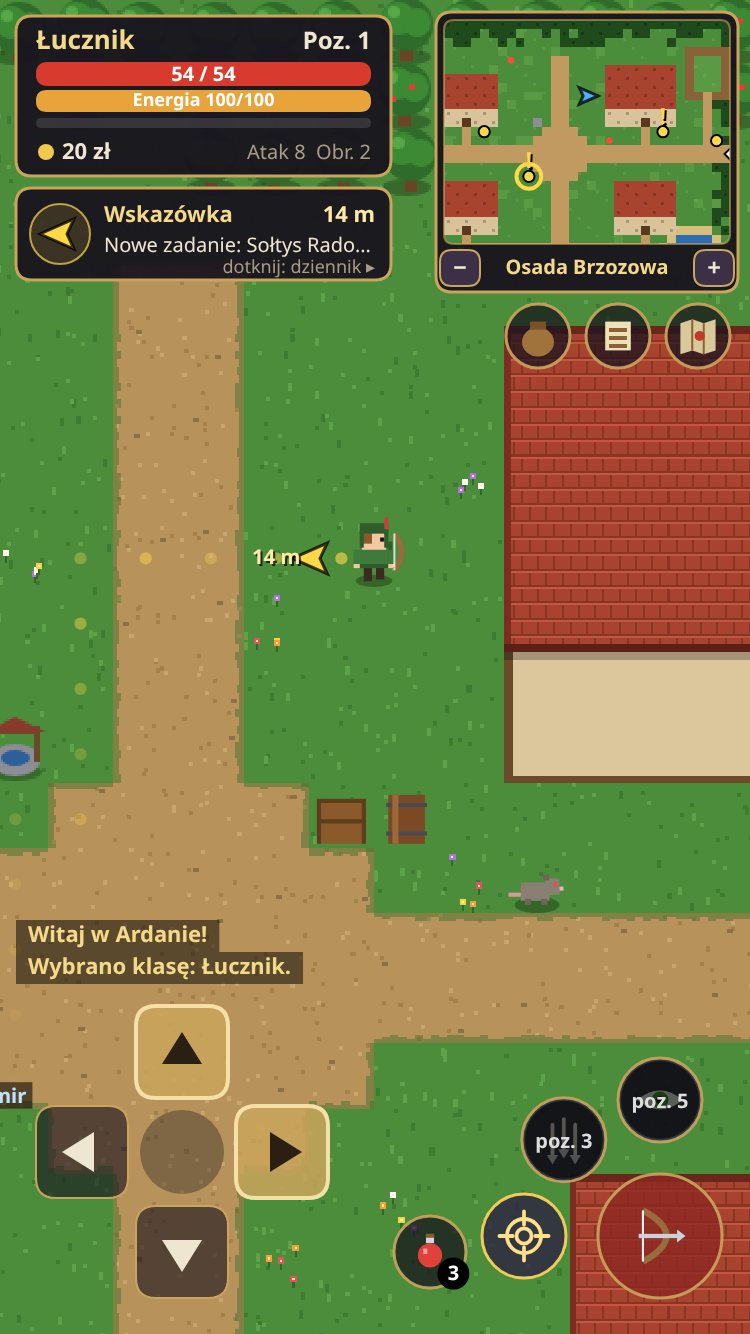 Łucznik Poz. 1
54 / 54
Energia 100/100
20 zł Atak 8 Obr. 2
Wskazówka 14 m
Nowe zadanie: Sołtys Rado...
dotknij: dziennik ▸
− Osada Brzozowa +
14 m
Witaj w Ardanie!
Wybrano klasę: Łucznik.
mir
poz. 5
poz. 3
3